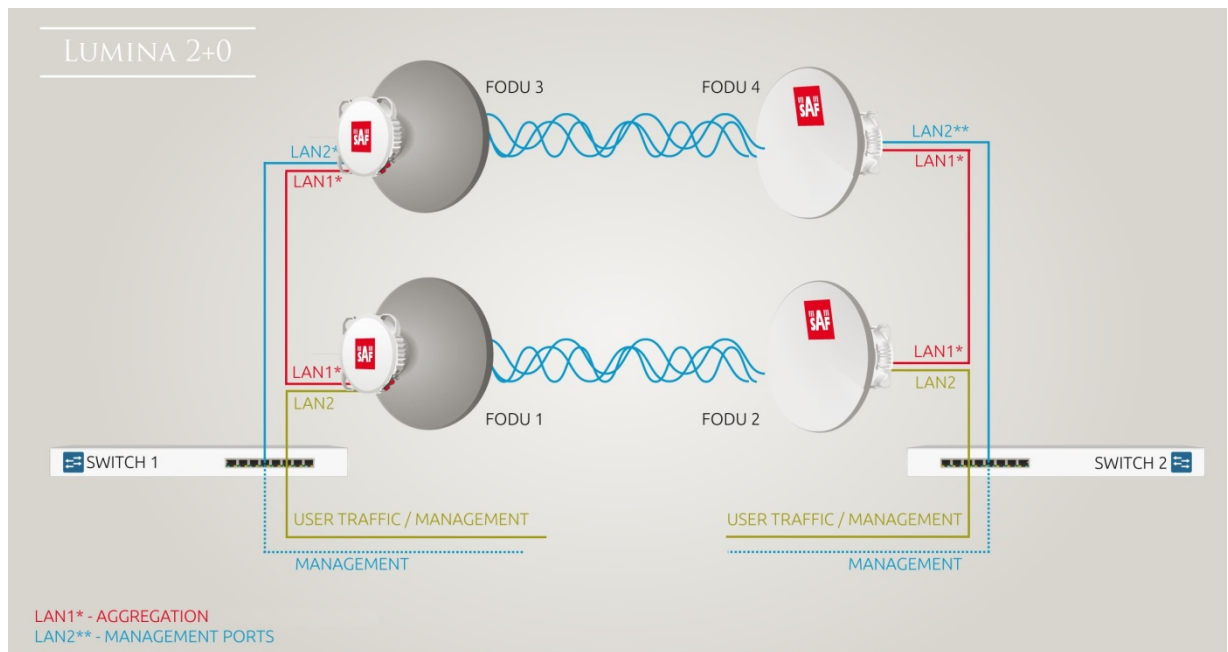 LUMINA 2+0
FODU 3
FODU 4
SAF
SAF
LAN2*
LAN2**
LAN1*
LAN1*
SAF
SAF
LAN1*
LAN1*
LAN2
LAN2
FODU 1
FODU 2
SWITCH 1
SWITCH 2
USER TRAFFIC / MANAGEMENT
USER TRAFFIC / MANAGEMENT
MANAGEMENT
MANAGEMENT
LAN1* - AGGREGATION
LAN2** - MANAGEMENT PORTS